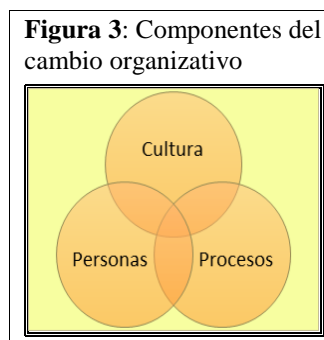 Figura 3: Componentes del
cambio organizativo
Cultura
Personas Procesos